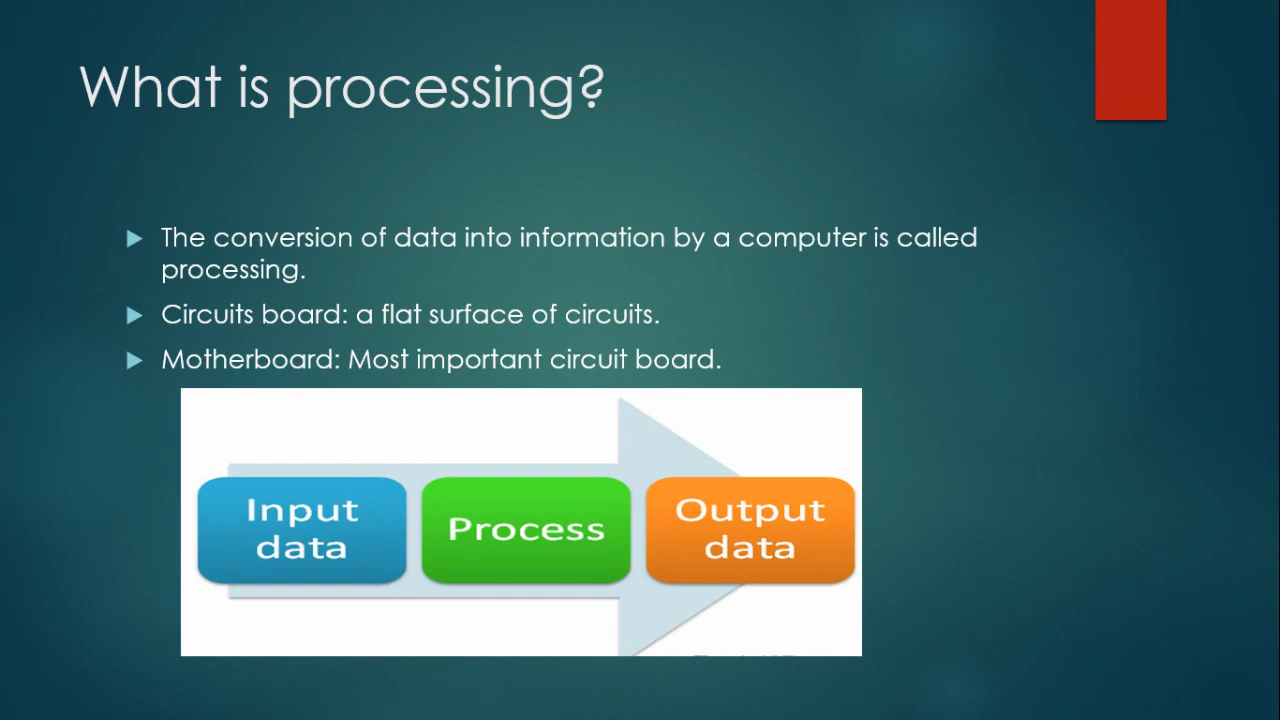 What is processing?
The conversion of data into information by a computer is called
processing.
Circuits board: a flat surface of circuits.
Motherboard: Most important circuit board.
Input
data
Process
Output
data